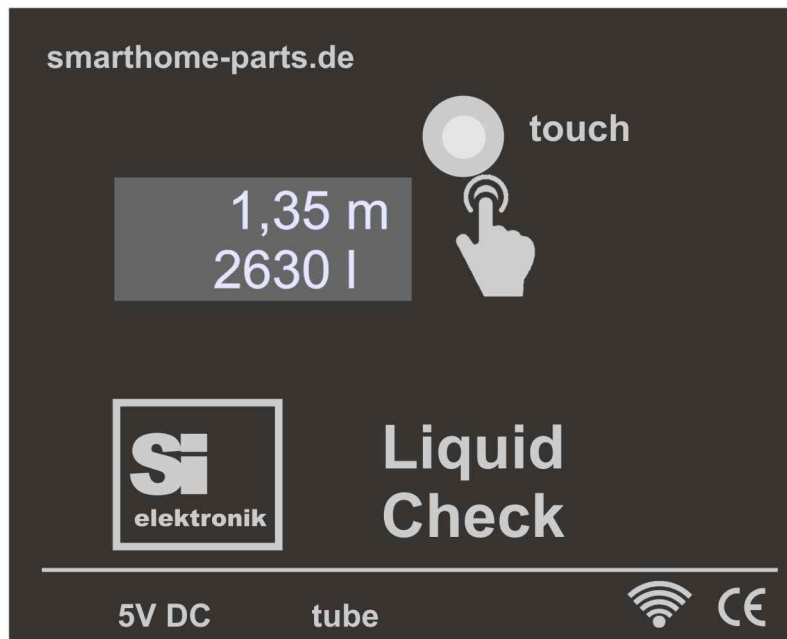 smarthome-parts.de
touch
1,35 m
2630 l
Si
elektronik
Liquid
Check
5V DC tube
CE